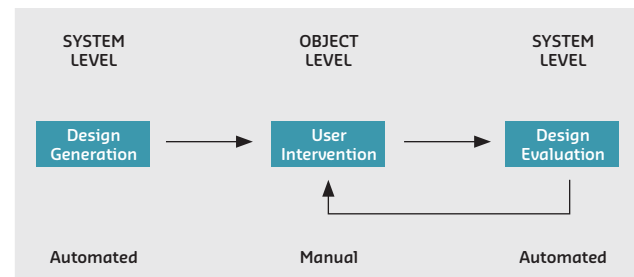 SYSTEM
LEVEL
OBJECT
LEVEL
SYSTEM
LEVEL
Design
Generation
User
Intervention
Design
Evaluation
Automated
Manual
Automated